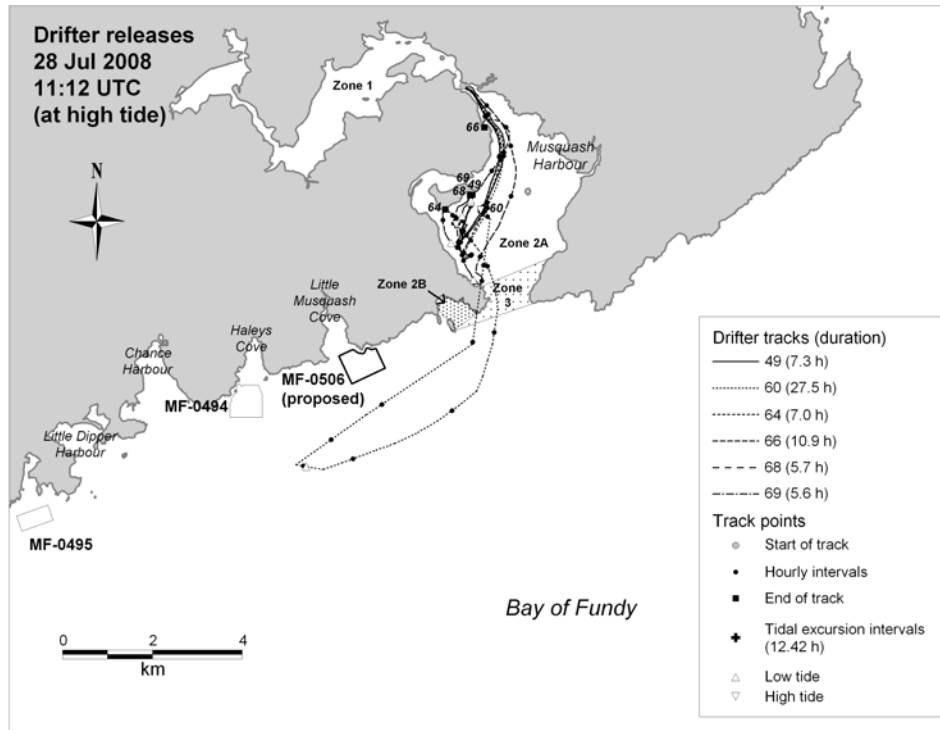 Drifter releases
28 Jul 2008
11:12 UTC
(at high tide)
N
Zone 1
66
Musquash
Harbour
69
49
68
64
60
Zone 2A
Zone 2B
Zone
3
Little
Musquash
Cove
Haleys
Cove
Chance
Harbour
MF-0506
(proposed)
MF-0494
Little Dipper
Harbour
MF-0495
Bay of Fundy
0 2 4
km
Drifter tracks (duration)
49 (7.3 h)
60 (27.5 h)
64 (7.0 h)
66 (10.9 h)
68 (5.7 h)
69 (5.6 h)
Track points
Start of track
Hourly intervals
End of track
Tidal excursion intervals
(12.42 h)
Low tide
High tide